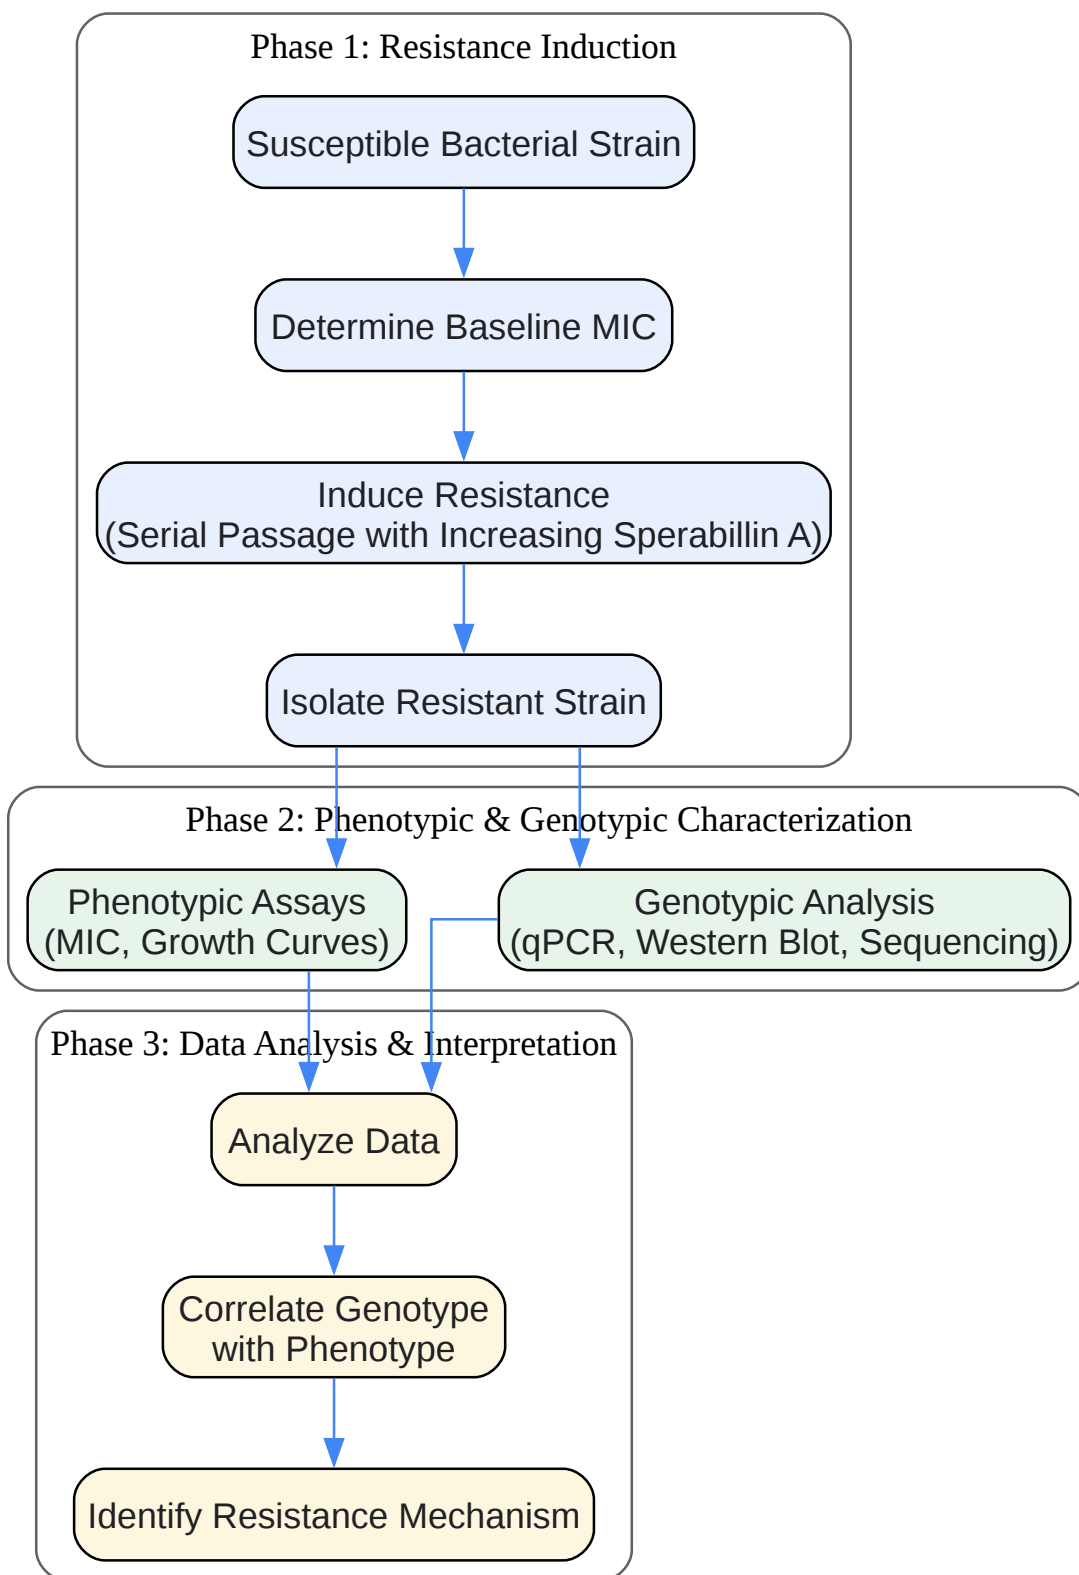 Phase 1: Resistance Induction
Susceptible Bacterial Strain
Determine Baseline MIC
Induce Resistance
(Serial Passage with Increasing Sperabillin A)
Isolate Resistant Strain
Phase 2: Phenotypic & Genotypic Characterization
Phenotypic Assays
(MIC, Growth Curves)
Genotypic Analysis
(qPCR, Western Blot, Sequencing)
Phase 3: Data Analysis & Interpretation
Analyze Data
Correlate Genotype
with Phenotype
Identify Resistance Mechanism